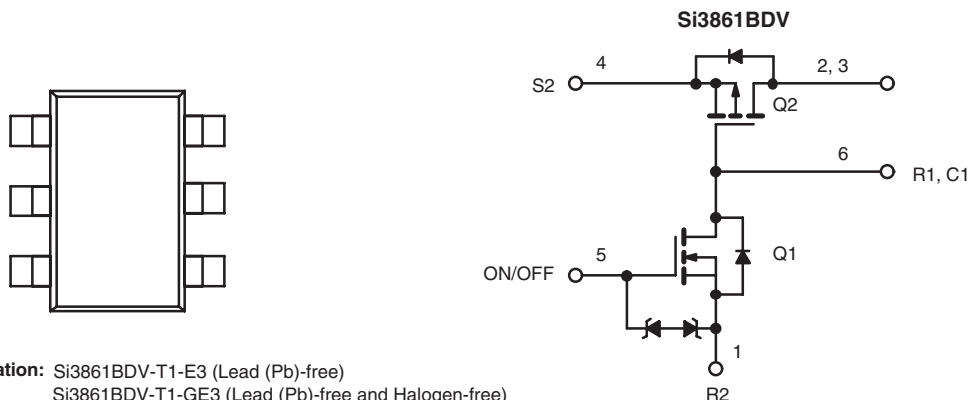 Si3861BDV
4
2, 3
S2
Q2
6
R1, C1
5
Q1
ON/OFF
1
R2
Si3861BDV-T1-E3 (Lead (Pb)-free)
Si3861BDV-T1-GE3 (Lead (Pb)-free and Halogen-free)